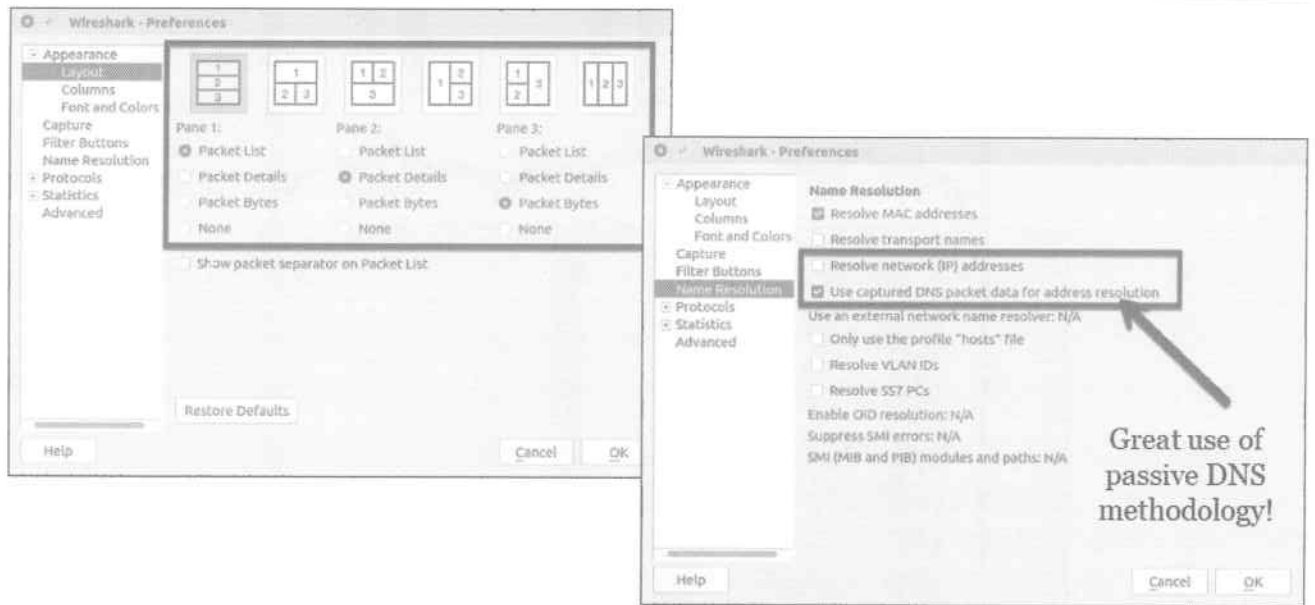 Wireshark - Preferences
Appearance
Layout
Columns
Font and Colors
Capture
Filter Buttons
Name Resolution
Protocols
Statistics
Advanced
1
2
3
1
2 3
1 2
3
1 2
3
1 3
2
1 2 3
Pane 1: Pane 2: Pane 3:
Packet List Packet List Packet List
Packet Details Packet Details Packet Details
Packet Bytes Packet Bytes Packet Bytes
None None None
Show packet separator on Packet List
Restore Defaults
Help Cancel OK
Wireshark - Preferences
Appearance
Layout
Columns
Font and Colors
Capture
Filter Buttons
Name Resolution
Protocols
Statistics
Advanced
Name Resolution
Resolve MAC addresses
Resolve transport names
Resolve network (IP) addresses
Use captured DNS packet data for address resolution
Use an external network name resolver: N/A
Only use the profile "hosts" file
Resolve VLAN IDs
Resolve SS7 PCs
Enable OID resolution: N/A
Suppress SMI errors: N/A
SMI (MIB and PIB) modules and paths: N/A
Great use of
passive DNS
methodology!
Help Cancel OK